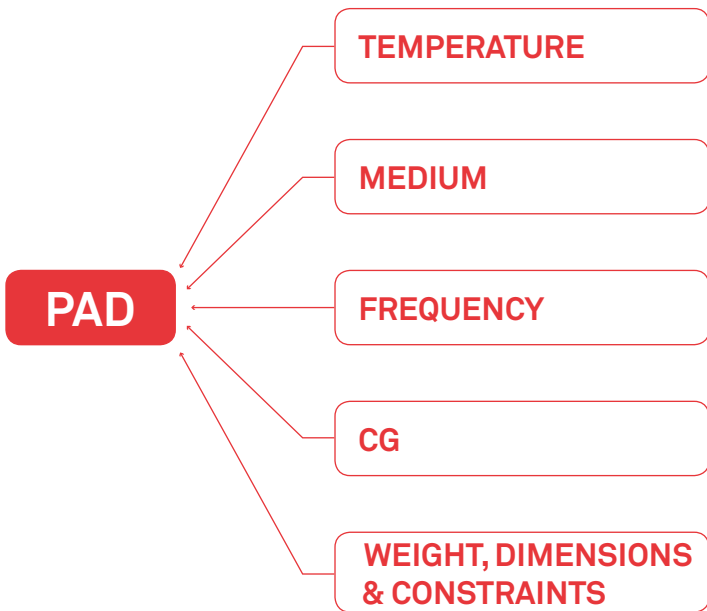 TEMPERATURE
MEDIUM
PAD
FREQUENCY
CG
WEIGHT, DIMENSIONS
& CONSTRAINTS